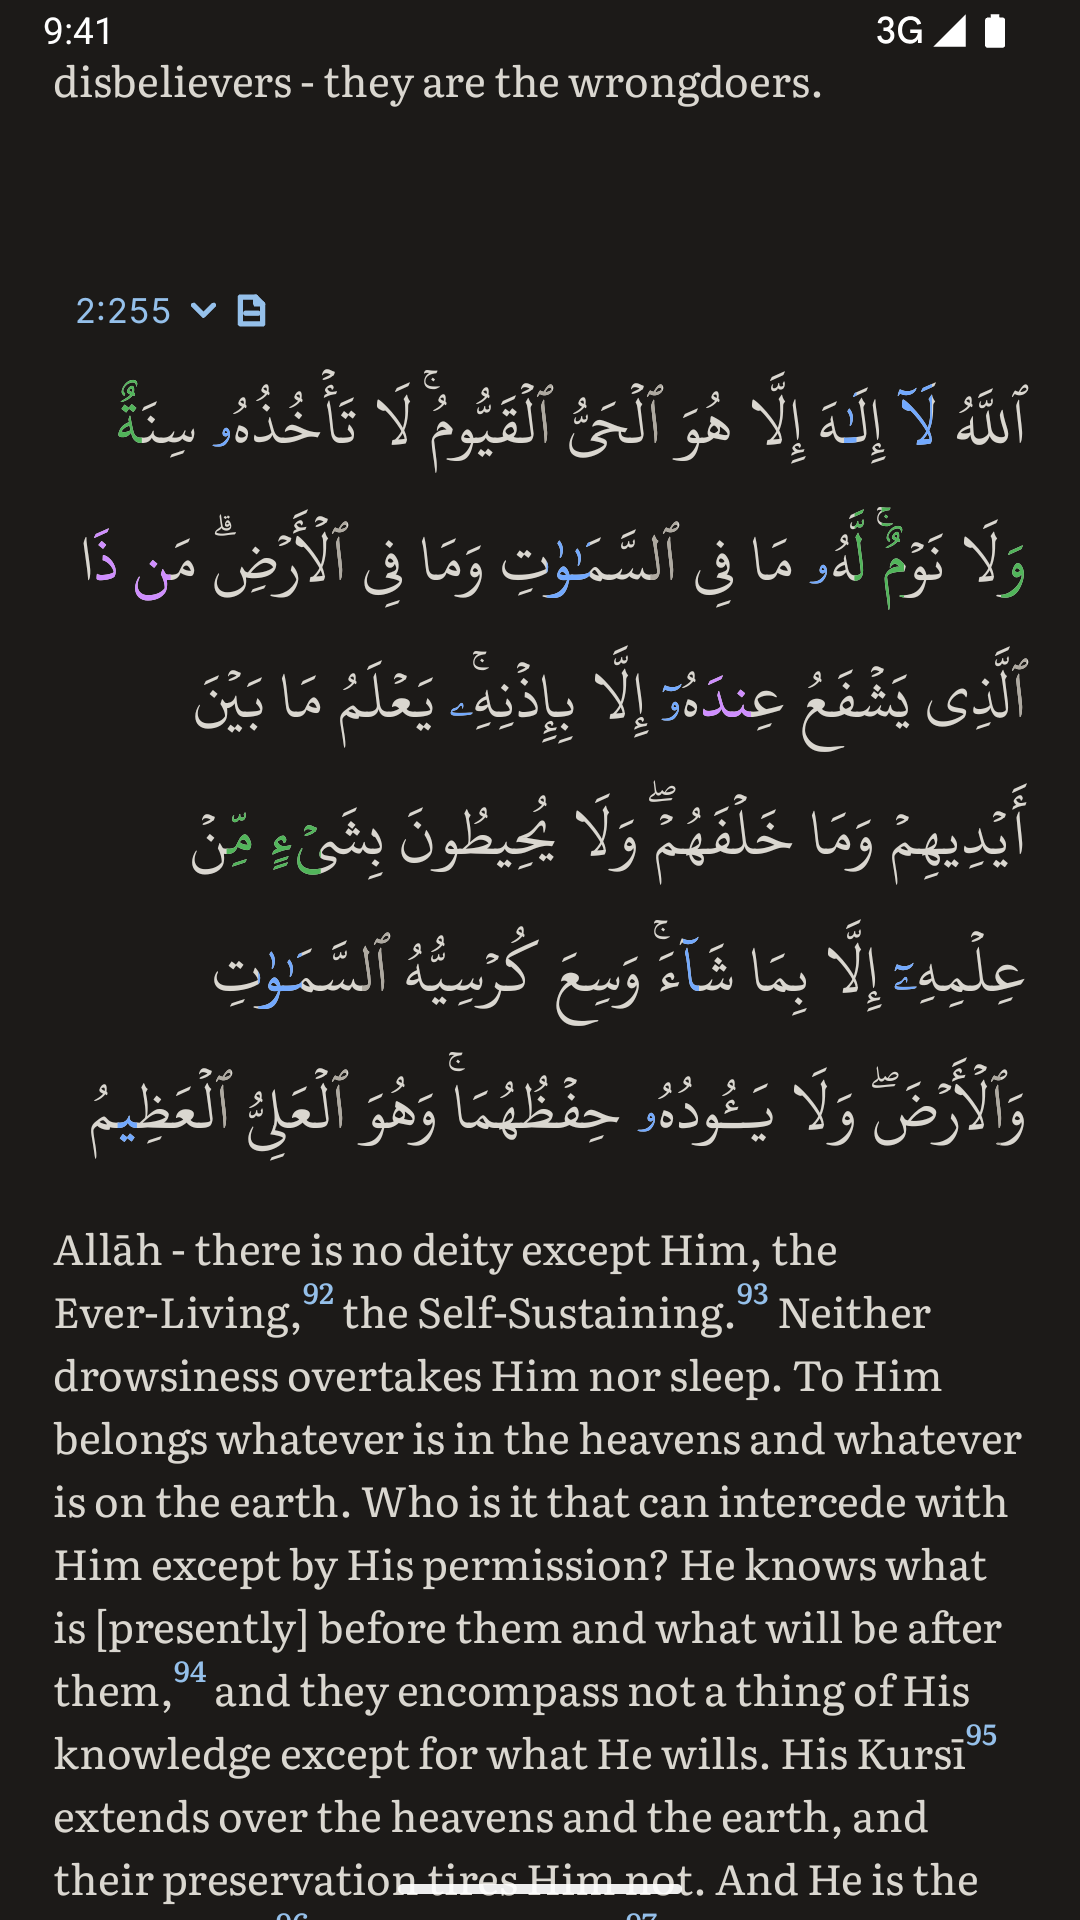 9:41 3G
disbelievers - they are the wrongdoers.
2:255
ٱللَّهُ لَآ إِلَـٰهَ إِلَّا هُوَ ٱلْحَىُّ ٱلْقَيُّومُ ۚ لَا تَأْخُذُهُۥ سِنَةٌ
وَلَا نَوْمٌ ۚ لَّهُۥ مَا فِى ٱلسَّمَـٰوَٰتِ وَمَا فِى ٱلْأَرْضِ ۗ مَن ذَا
ٱلَّذِى يَشْفَعُ عِندَهُۥٓ إِلَّا بِإِذْنِهِۦ ۚ يَعْلَمُ مَا بَيْنَ
أَيْدِيهِمْ وَمَا خَلْفَهُمْ ۖ وَلَا يُحِيطُونَ بِشَىْءٍ مِّنْ
عِلْمِهِۦٓ إِلَّا بِمَا شَآءَ ۚ وَسِعَ كُرْسِيُّهُ ٱلسَّمَـٰوَٰتِ
وَٱلْأَرْضَ ۖ وَلَا يَـُٔودُهُۥ حِفْظُهُمَا ۚ وَهُوَ ٱلْعَلِىُّ ٱلْعَظِيمُ
Allāh - there is no deity except Him, the
Ever-Living,92 the Self-Sustaining.93 Neither
drowsiness overtakes Him nor sleep. To Him
belongs whatever is in the heavens and whatever
is on the earth. Who is it that can intercede with
Him except by His permission? He knows what
is [presently] before them and what will be after
them,94 and they encompass not a thing of His
knowledge except for what He wills. His Kursī95
extends over the heavens and the earth, and
their preservation tires Him not. And He is the